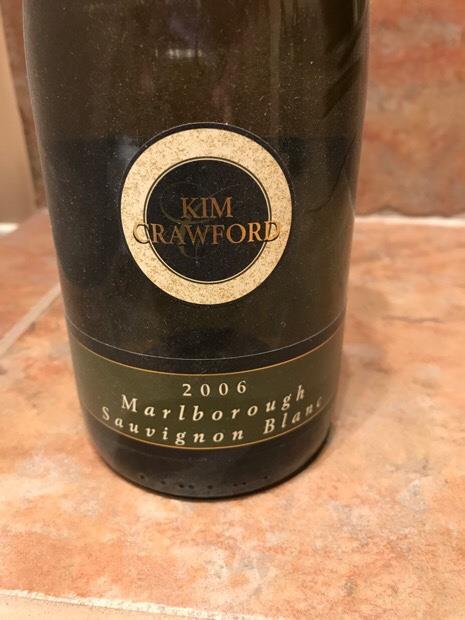 KIM
CRAWFORD
2006
Marlborough
Sauvignon Blanc